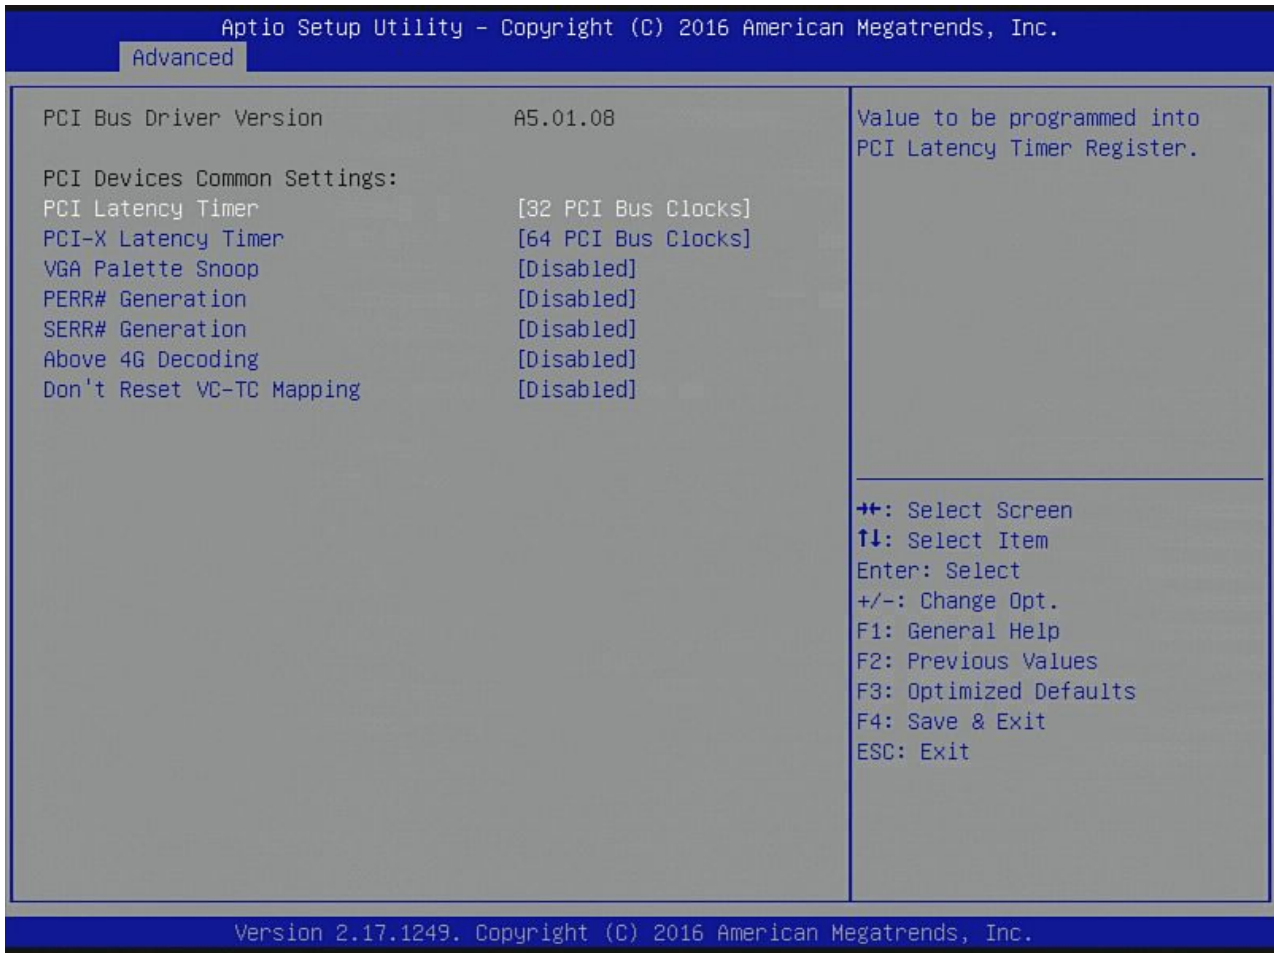 Aptio Setup Utility – Copyright (C) 2016 American Megatrends, Inc.
Advanced
PCI Bus Driver Version A5.01.08
PCI Devices Common Settings:
PCI Latency Timer [32 PCI Bus Clocks]
PCI-X Latency Timer [64 PCI Bus Clocks]
VGA Palette Snoop [Disabled]
PERR# Generation [Disabled]
SERR# Generation [Disabled]
Above 4G Decoding [Disabled]
Don't Reset VC-TC Mapping [Disabled]
Value to be programmed into
PCI Latency Timer Register.
→←: Select Screen
↑↓: Select Item
Enter: Select
+/-: Change Opt.
F1: General Help
F2: Previous Values
F3: Optimized Defaults
F4: Save & Exit
ESC: Exit
Version 2.17.1249. Copyright (C) 2016 American Megatrends, Inc.